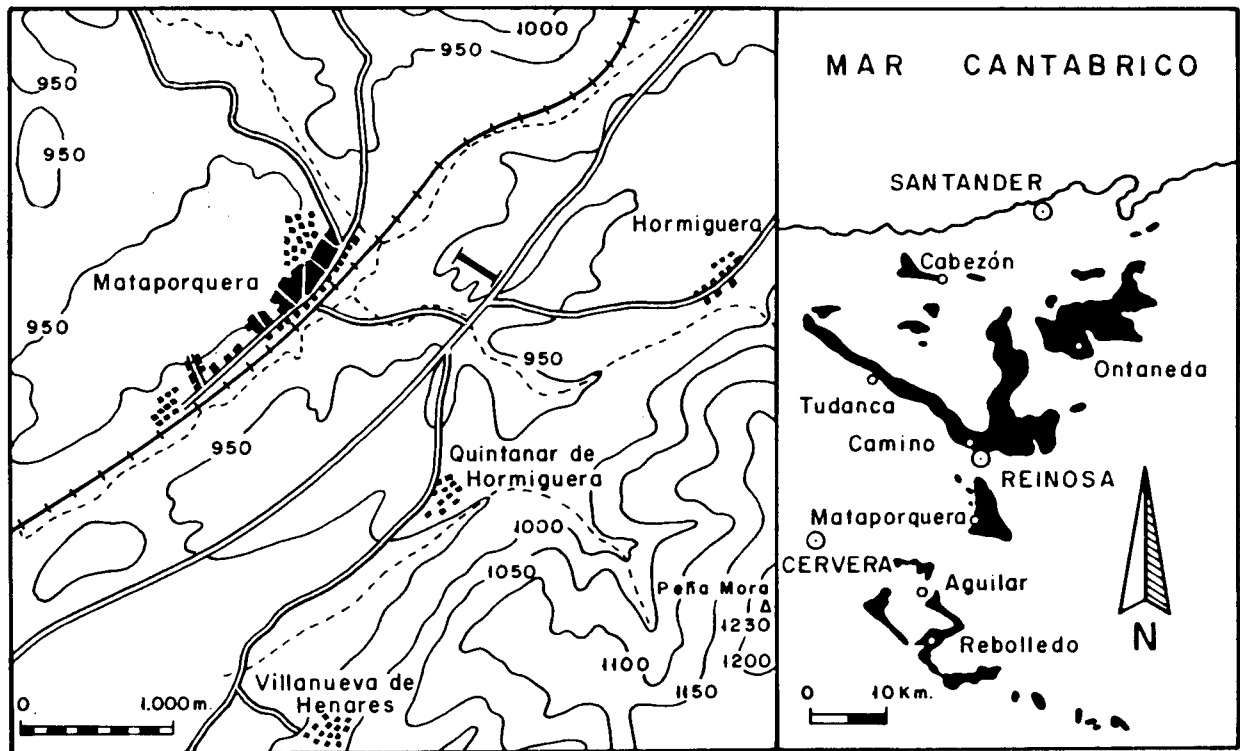 1000
950
950
950
Hormiguera
Mataporquera
950
950
950
Quintanar de
Hormiguera
1000
1050
Peña Mora
1230
1100
1200
1150
Villanueva de
Henares
0 1.000 m.
MAR CANTABRICO
SANTANDER
Cabezón
Ontaneda
Tudanca
Camino
REINOSA
Mataporquera
CERVERA
Aguilar
Rebolledo
0 10 Km.
N